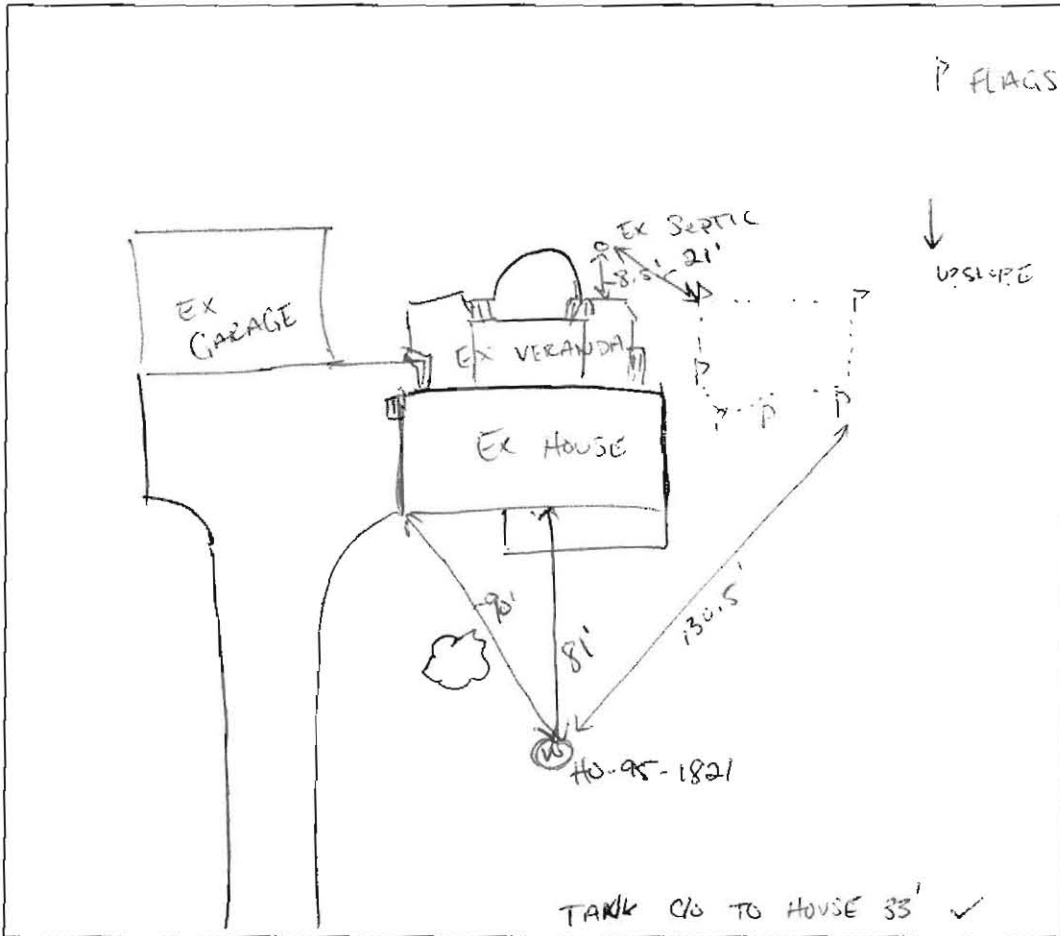 P FLAGS
EX SEPTIC
21'
8.5'
UPSLOPE
EX
GARAGE
EX VERANDA
P
P
P
P
P
P
EX HOUSE
90'
81'
130.5'
W
HO-95-1821
TANK C/O TO HOUSE 33' ✓